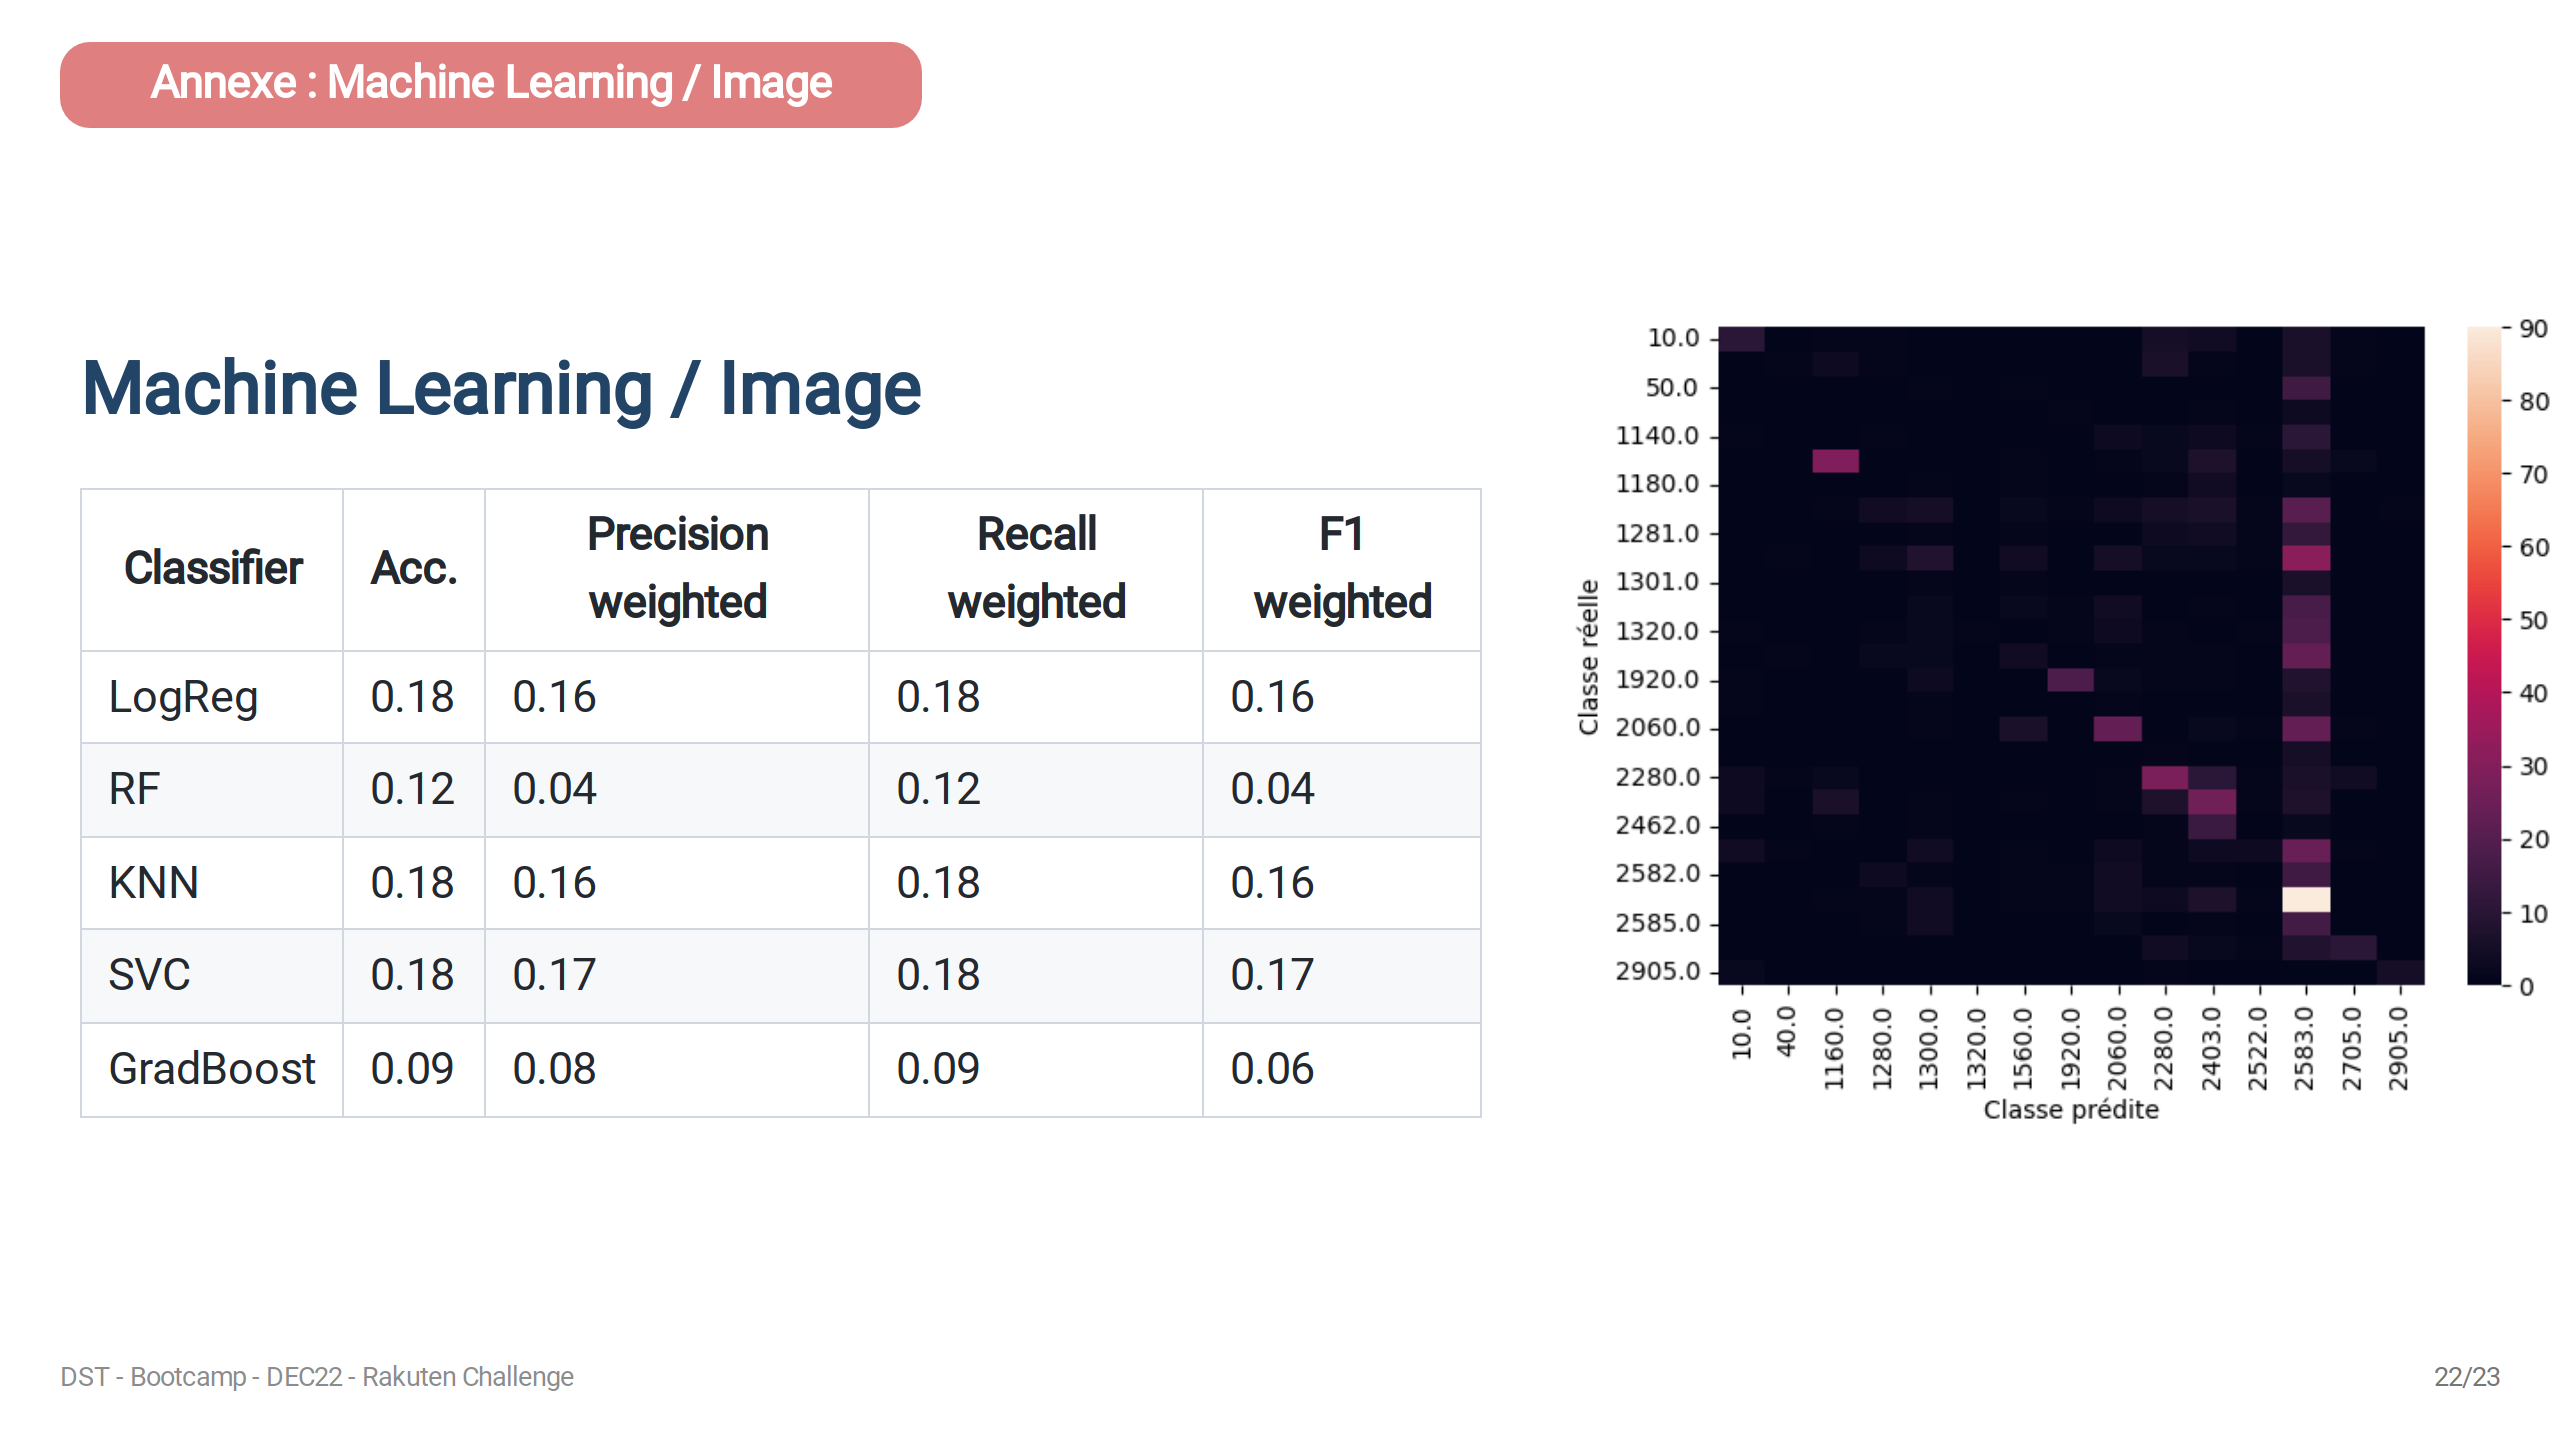 Annexe : Machine Learning / Image
Machine Learning / Image
Classifier Acc. Precision weighted Recall weighted F1 weighted
LogReg 0.18 0.16 0.18 0.16
RF 0.12 0.04 0.12 0.04
KNN 0.18 0.16 0.18 0.16
SVC 0.18 0.17 0.18 0.17
GradBoost 0.09 0.08 0.09 0.06
Classe réelle
10.0
50.0
1140.0
1180.0
1281.0
1301.0
1320.0
1920.0
2060.0
2280.0
2462.0
2582.0
2585.0
2905.0
10.0 40.0 1160.0 1280.0 1300.0 1320.0 1560.0 1920.0 2060.0 2280.0 2403.0 2522.0 2583.0 2705.0 2905.0
Classe prédite
90
80
70
60
50
40
30
20
10
0
DST - Bootcamp - DEC22 - Rakuten Challenge
22/23